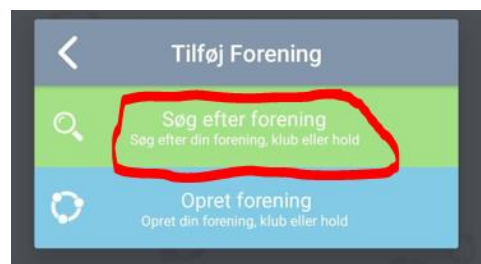 Tilføj Forening
Søg efter forening
Søg efter din forening, klub eller hold
Opret forening
Opret din forening, klub eller hold